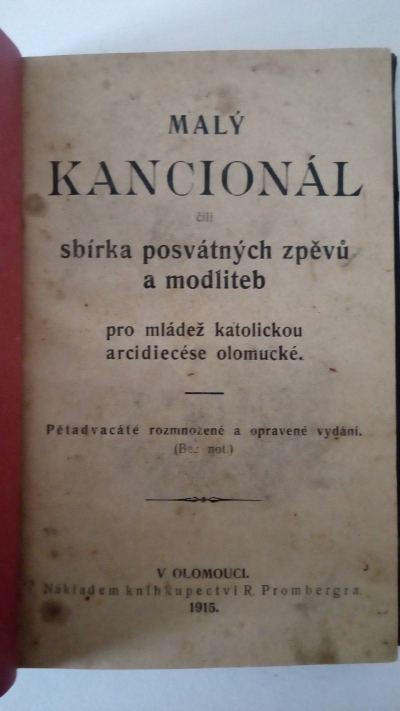 MALÝ
KANCIONÁL
čili
sbírka posvátných zpěvů
a modliteb
pro mládež katolickou
arcidiecése olomucké.
Pětadvacáté rozmnožené a opravené vydání.
(Bez not.)
V OLOMOUCI.
Nákladem knihkupectví R. Prombergra
1915.